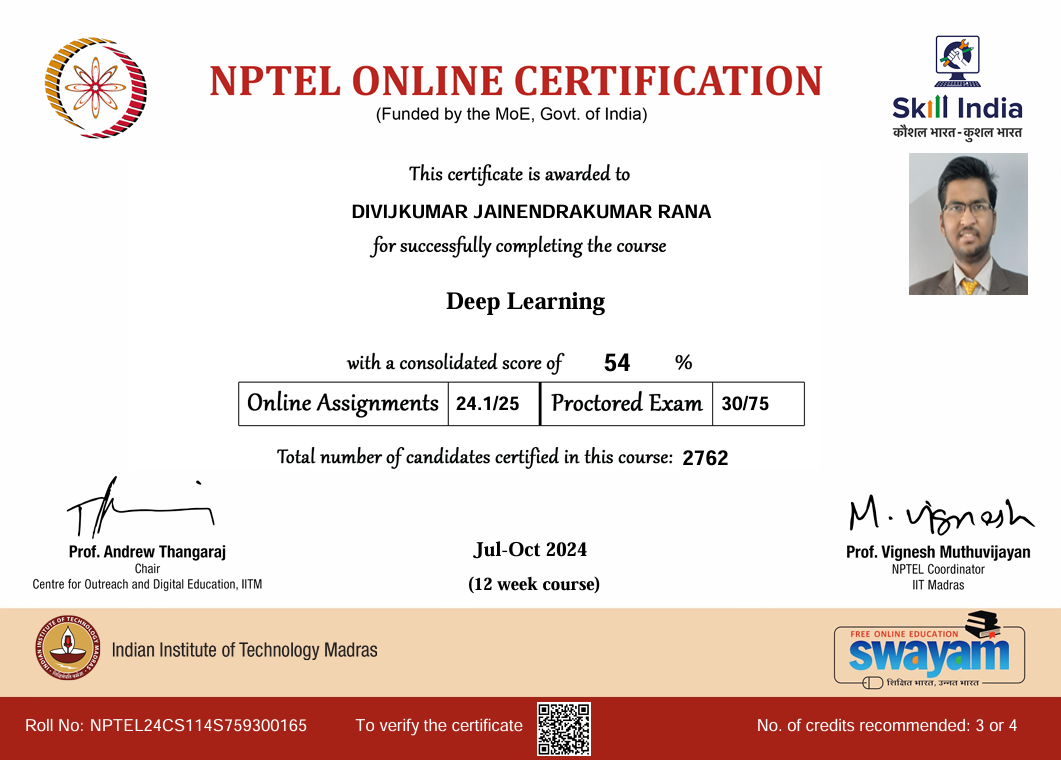 NPTEL ONLINE CERTIFICATION
(Funded by the MoE, Govt. of India)
Skill India
कौशल भारत - कुशल भारत
This certificate is awarded to
DIVIJKUMAR JAINENDRAKUMAR RANA
for successfully completing the course
Deep Learning
with a consolidated score of 54 %
Online Assignments 24.1/25 Proctored Exam 30/75
Total number of candidates certified in this course: 2762
M. Vignesh
Prof. Andrew Thangaraj
Chair
Centre for Outreach and Digital Education, IITM
Jul-Oct 2024
(12 week course)
Prof. Vignesh Muthuvijayan
NPTEL Coordinator
IIT Madras
INDIAN INSTITUTE OF TECHNOLOGY MADRAS
Indian Institute of Technology Madras
FREE ONLINE EDUCATION
swayam
शिक्षित भारत, उन्नत भारत
Roll No: NPTEL24CS114S759300165
To verify the certificate
No. of credits recommended: 3 or 4